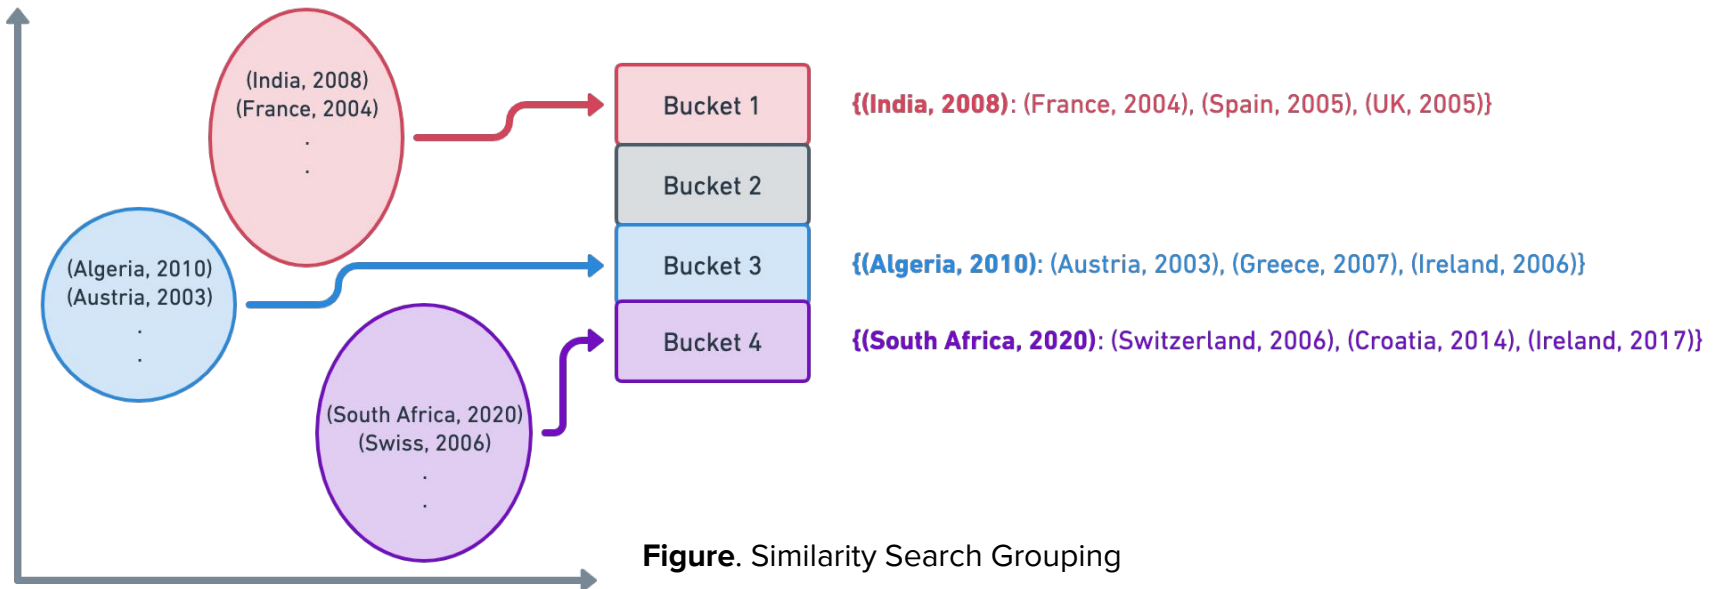 (India, 2008)
(France, 2004)
.
.
(Algeria, 2010)
(Austria, 2003)
.
.
(South Africa, 2020)
(Swiss, 2006)
.
.
Bucket 1
Bucket 2
Bucket 3
Bucket 4
{(India, 2008): (France, 2004), (Spain, 2005), (UK, 2005)}
{(Algeria, 2010): (Austria, 2003), (Greece, 2007), (Ireland, 2006)}
{(South Africa, 2020): (Switzerland, 2006), (Croatia, 2014), (Ireland, 2017)}
Figure. Similarity Search Grouping